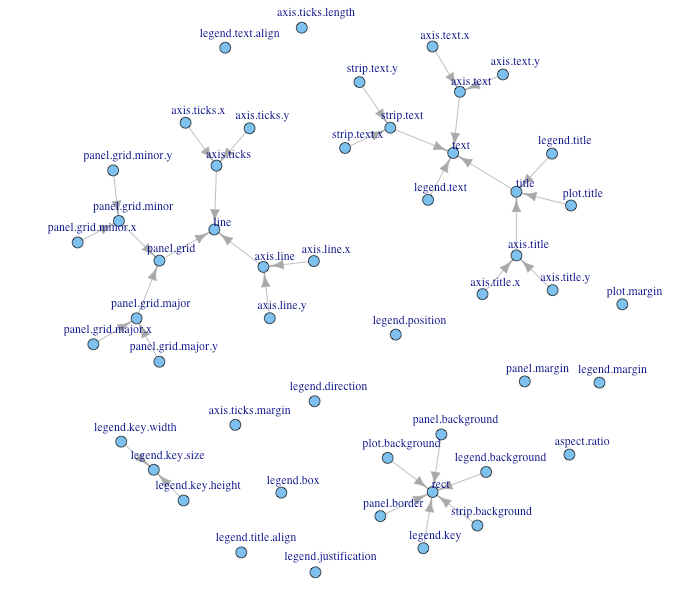 axis.ticks.length
legend.text.align
axis.text.x
axis.text.y
strip.text.y
axis.text
axis.ticks.x
axis.ticks.y
strip.text
strip.text.x
text
legend.title
axis.ticks
panel.grid.minor.y
legend.text
title
plot.title
panel.grid.minor
panel.grid.minor.x
line
panel.grid
axis.line
axis.line.x
axis.title
axis.title.x
axis.title.y
plot.margin
panel.grid.major
axis.line.y
legend.position
panel.grid.major.x
panel.grid.major.y
panel.margin
legend.margin
legend.direction
axis.ticks.margin
panel.background
legend.key.width
plot.background
aspect.ratio
legend.key.size
legend.background
legend.key.height
legend.box
rect
panel.border
strip.background
legend.title.align
legend.key
legend.justification